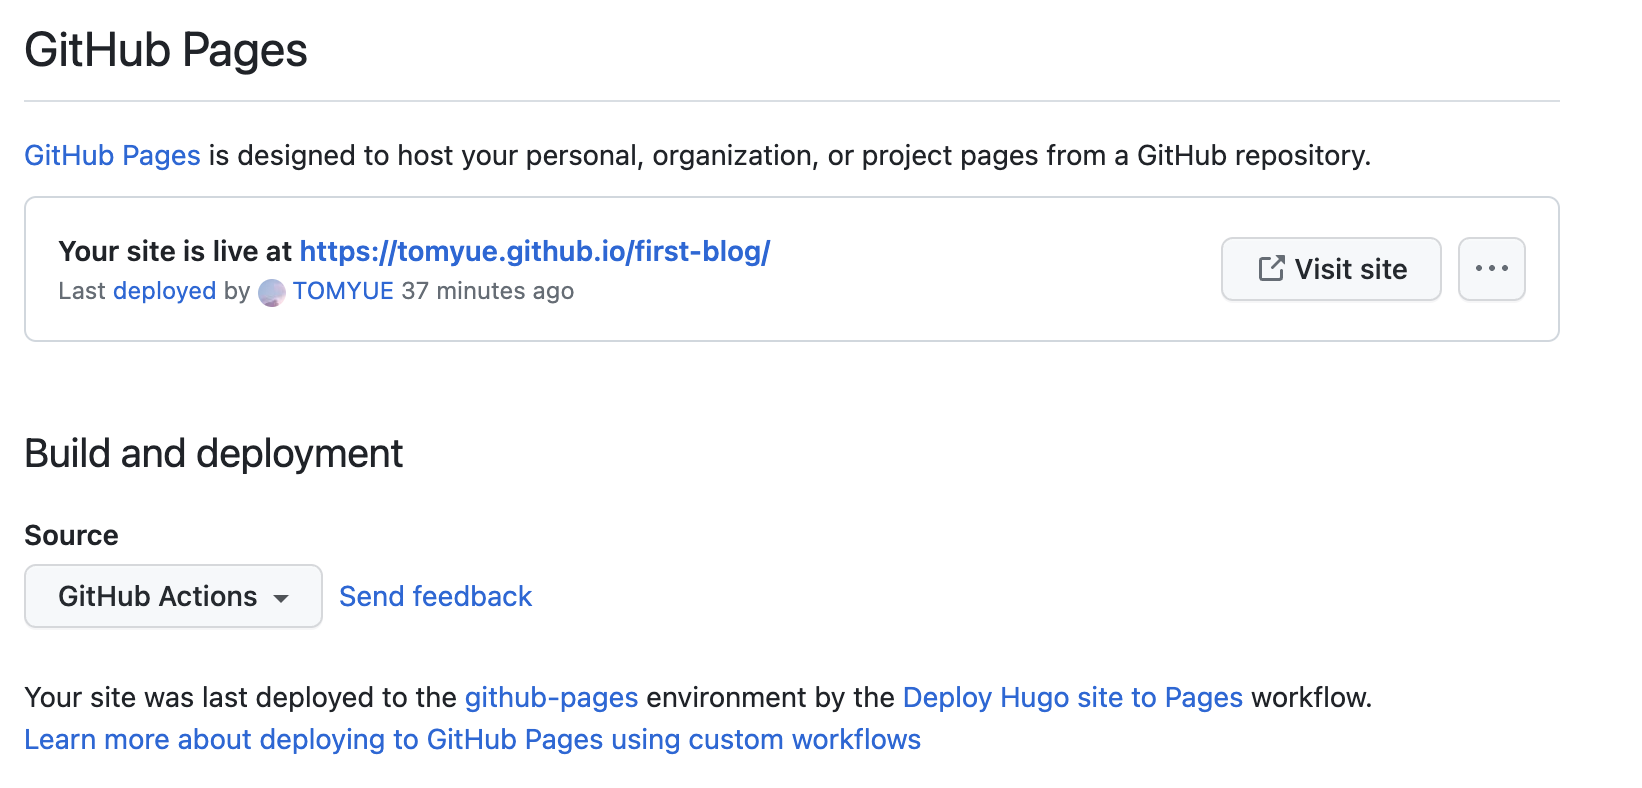 GitHub Pages
GitHub Pages is designed to host your personal, organization, or project pages from a GitHub repository.
Your site is live at https://tomyue.github.io/first-blog/
Last deployed by TOMYUE 37 minutes ago
Visit site
Build and deployment
Source
GitHub Actions
Send feedback
Your site was last deployed to the github-pages environment by the Deploy Hugo site to Pages workflow.
Learn more about deploying to GitHub Pages using custom workflows